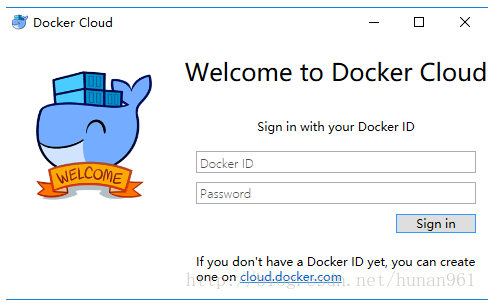 Docker Cloud
Welcome to Docker Cloud
Sign in with your Docker ID
Docker ID
Password
Sign in
WELCOME
If you don't have a Docker ID yet, you can create
one on cloud.docker.com
http://blog.csdn.net/hunan961